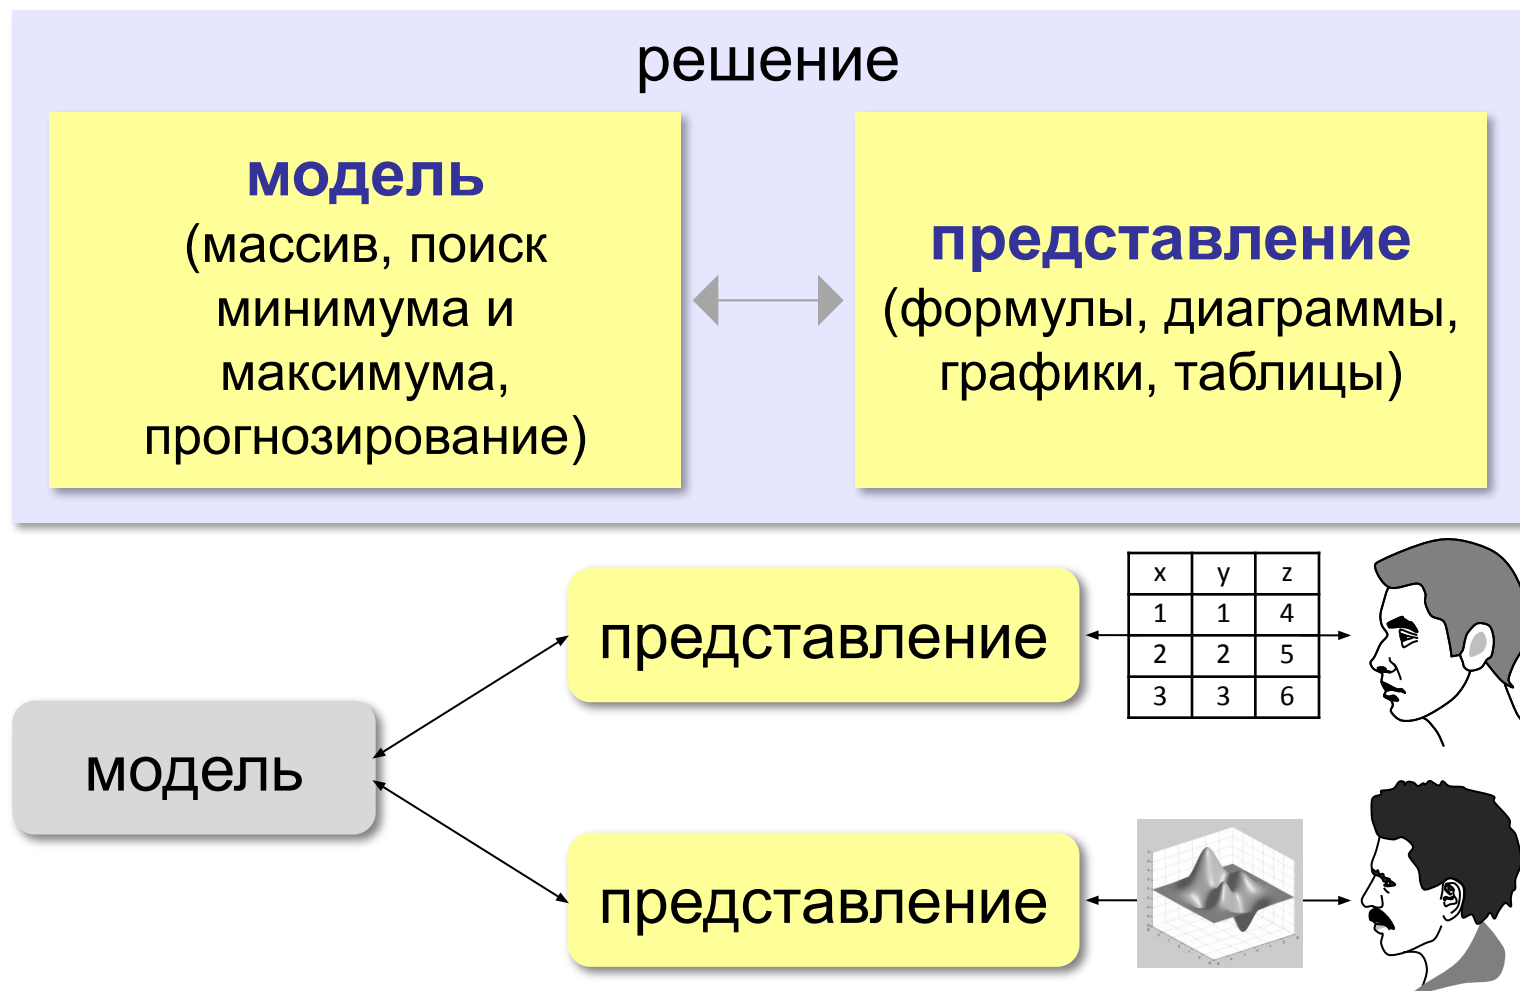 решение
модель
(массив, поиск
минимума и
максимума,
прогнозирование)
представление
(формулы, диаграммы,
графики, таблицы)
представление
x y z
1 1 4
2 2 5
3 3 6
модель
представление